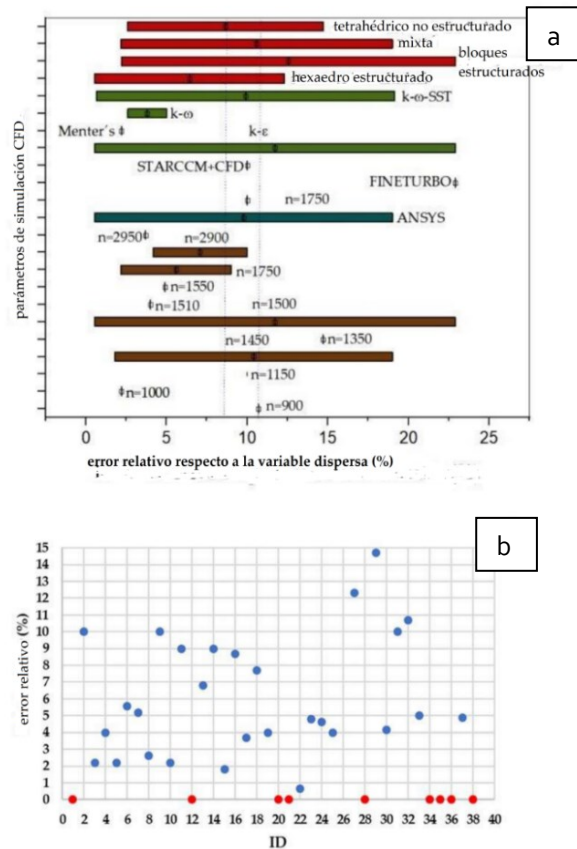 a
tetrahédrico no estructurado
mixta
bloques
estructurados
hexaedro estructurado
k-ω-SST
k-ω
Menter´s
k-ε
STARCCM+CFD
FINETURBO
n=1750
ANSYS
n=2950
n=2900
n=1750
n=1550
n=1510
n=1500
n=1450
n=1350
n=1150
n=1000
n=900
parámetros de simulación CFD
0 5 10 15 20 25
error relativo respecto a la variable dispersa (%)
b
15
14
13
12
11
10
9
8
7
6
5
4
3
2
1
0
error relativo (%)
0 2 4 6 8 10 12 14 16 18 20 22 24 26 28 30 32 34 36 38 40
ID